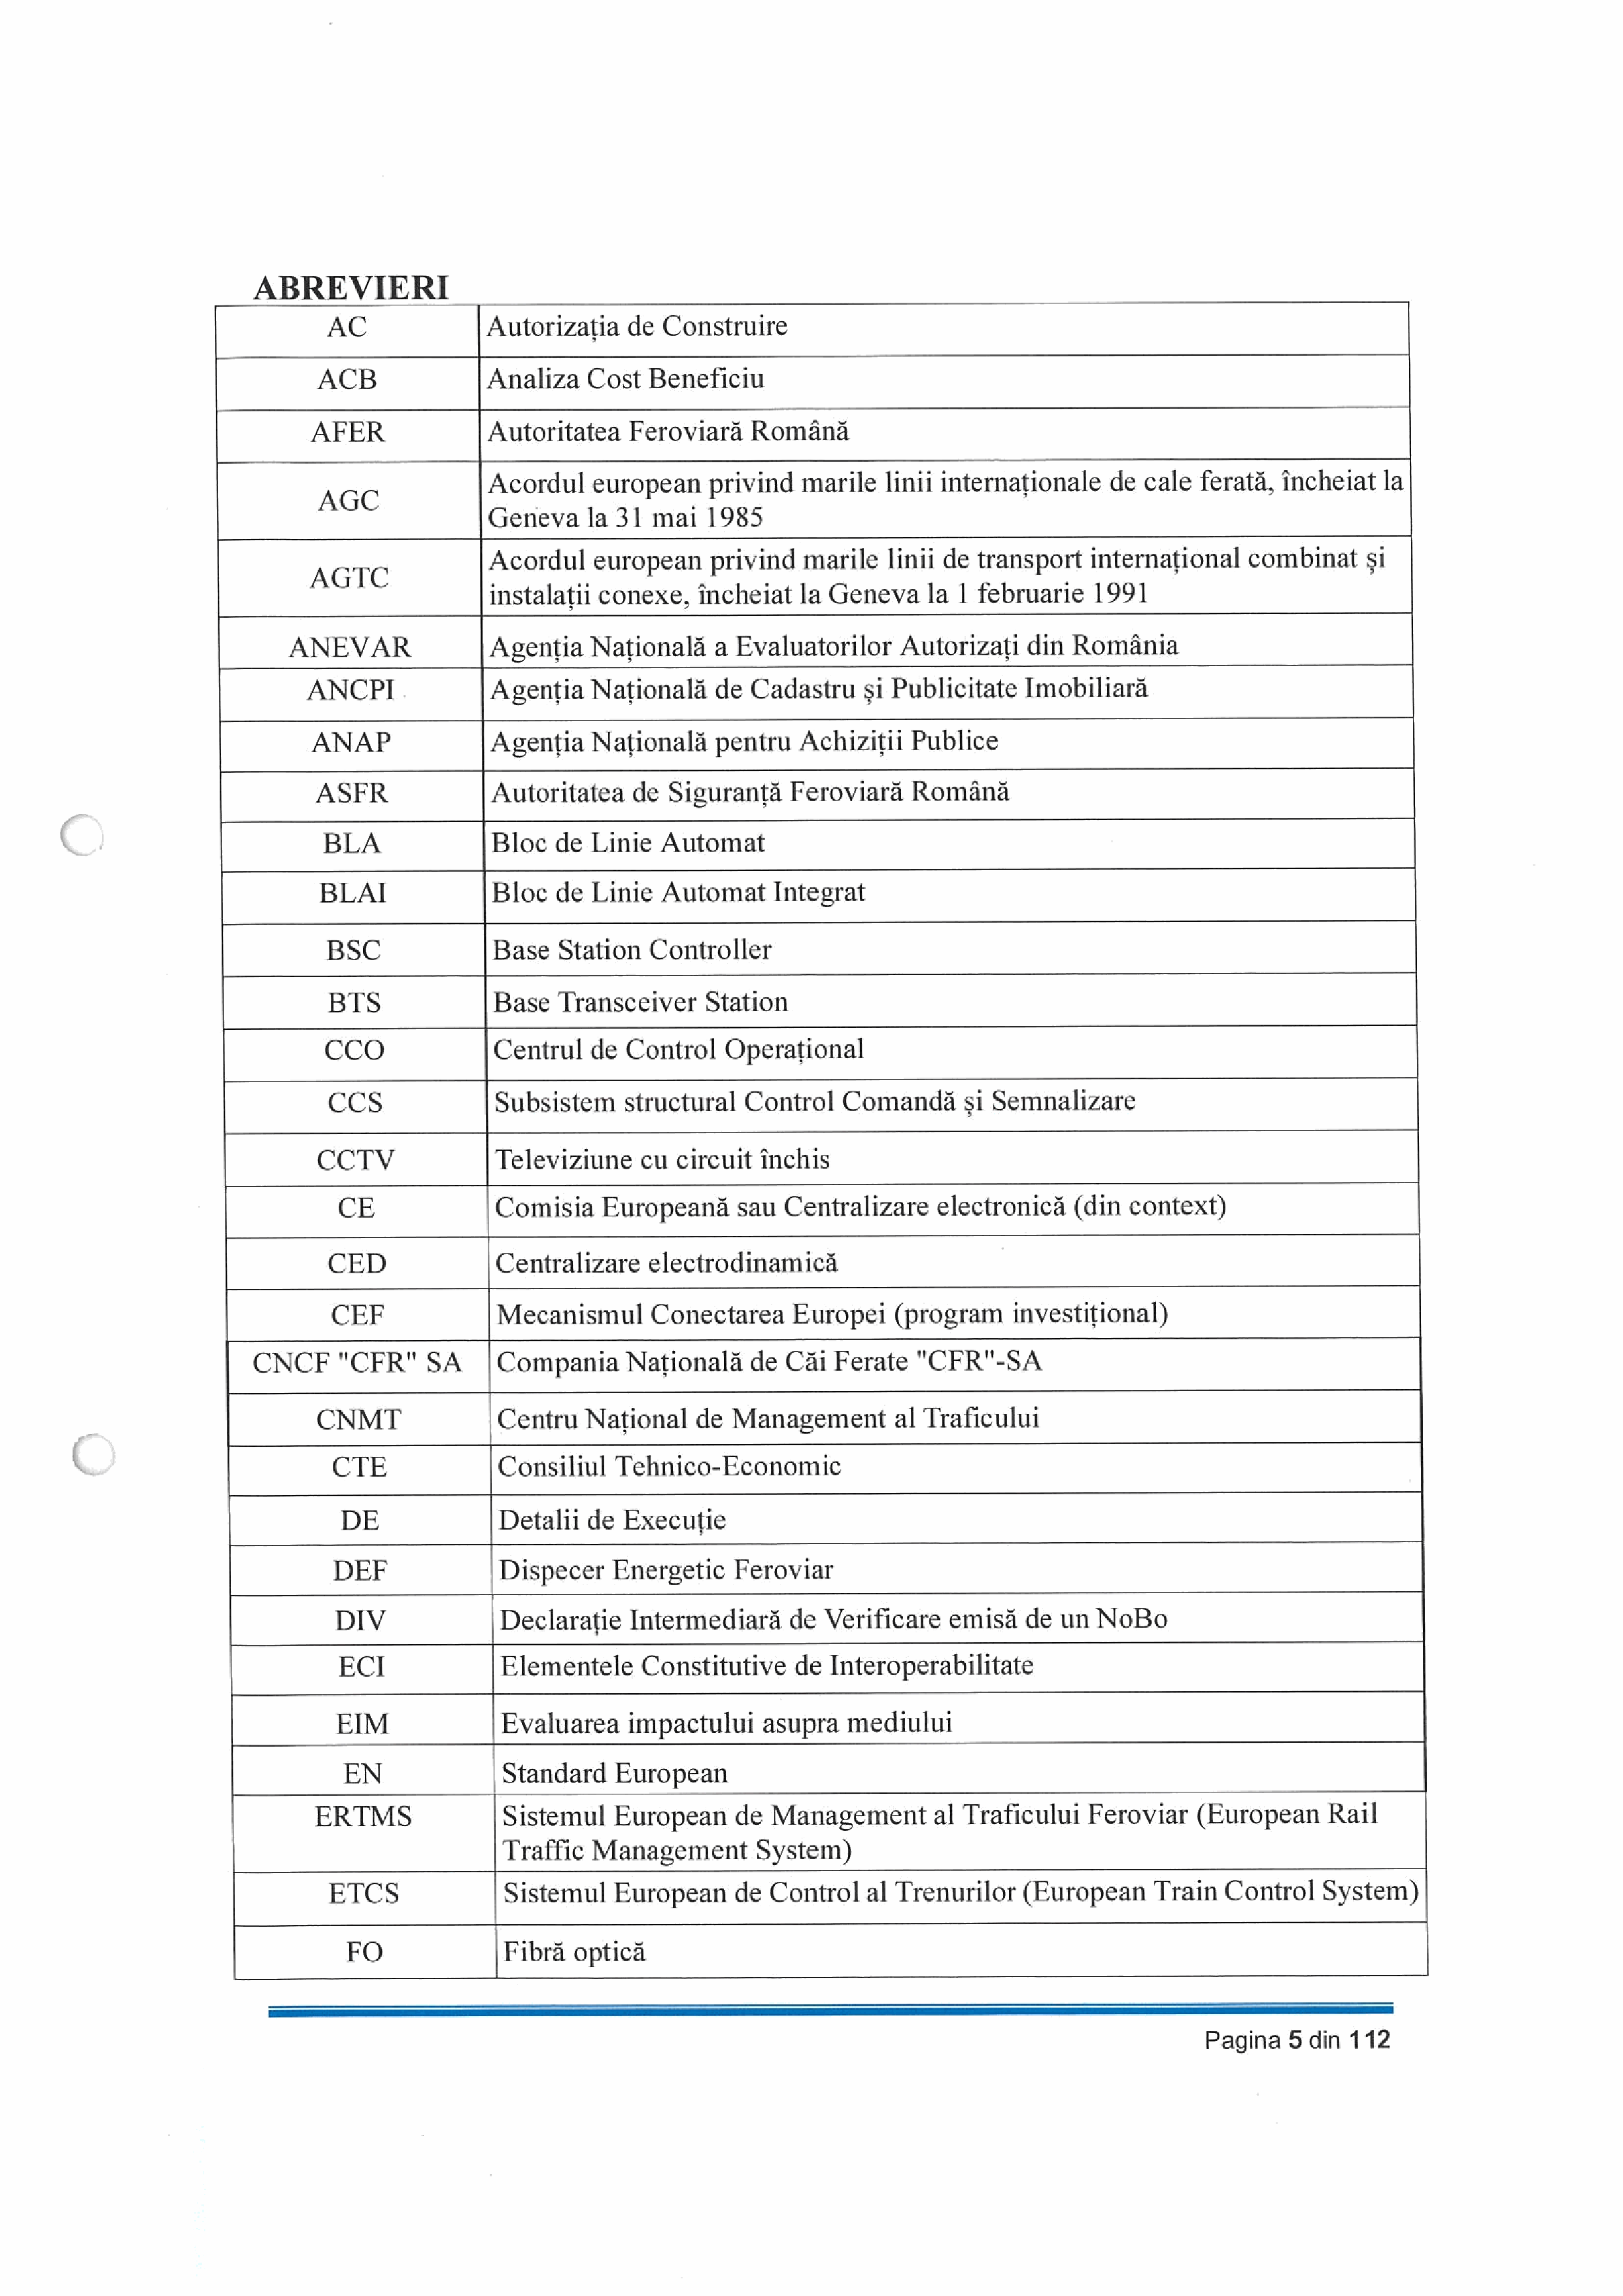 ABREVIERI
AC Autorizația de Construire
ACB Analiza Cost Beneficiu
AFER Autoritatea Feroviară Română
AGC Acordul european privind marile linii internaționale de cale ferată, încheiat la
Geneva la 31 mai 1985
AGTC Acordul european privind marile linii de transport internațional combinat și
instalații conexe, încheiat la Geneva la 1 februarie 1991
ANEVAR Agenția Națională a Evaluatorilor Autorizați din România
ANCPI Agenția Națională de Cadastru și Publicitate Imobiliară
ANAP Agenția Națională pentru Achiziții Publice
ASFR Autoritatea de Siguranță Feroviară Română
BLA Bloc de Linie Automat
BLAI Bloc de Linie Automat Integrat
BSC Base Station Controller
BTS Base Transceiver Station
CCO Centrul de Control Operațional
CCS Subsistem structural Control Comandă și Semnalizare
CCTV Televiziune cu circuit închis
CE Comisia Europeană sau Centralizare electronică (din context)
CED Centralizare electrodinamică
CEF Mecanismul Conectarea Europei (program investițional)
CNCF "CFR" SA Compania Națională de Căi Ferate "CFR"-SA
CNMT Centru Național de Management al Traficului
CTE Consiliul Tehnico-Economic
DE Detalii de Execuție
DEF Dispecer Energetic Feroviar
DIV Declarație Intermediară de Verificare emisă de un NoBo
ECI Elementele Constitutive de Interoperabilitate
EIM Evaluarea impactului asupra mediului
EN Standard European
ERTMS Sistemul European de Management al Traficului Feroviar (European Rail
Traffic Management System)
ETCS Sistemul European de Control al Trenurilor (European Train Control System)
FO Fibră optică
Pagina 5 din 112